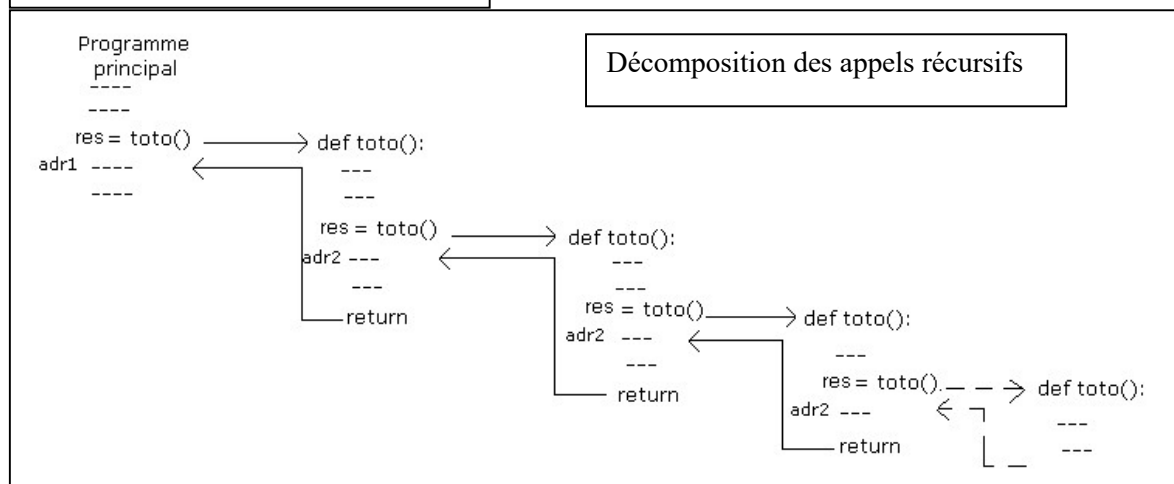 Programme
principal
----
----
Décomposition des appels récursifs
res = toto()
adr1 ----
----
def toto():
---
---
res = toto()
adr2 ---
---
return
def toto():
---
---
res = toto()
adr2 ---
---
return
def toto():
---
res = toto()
adr2 ---
return
def toto():
---
---